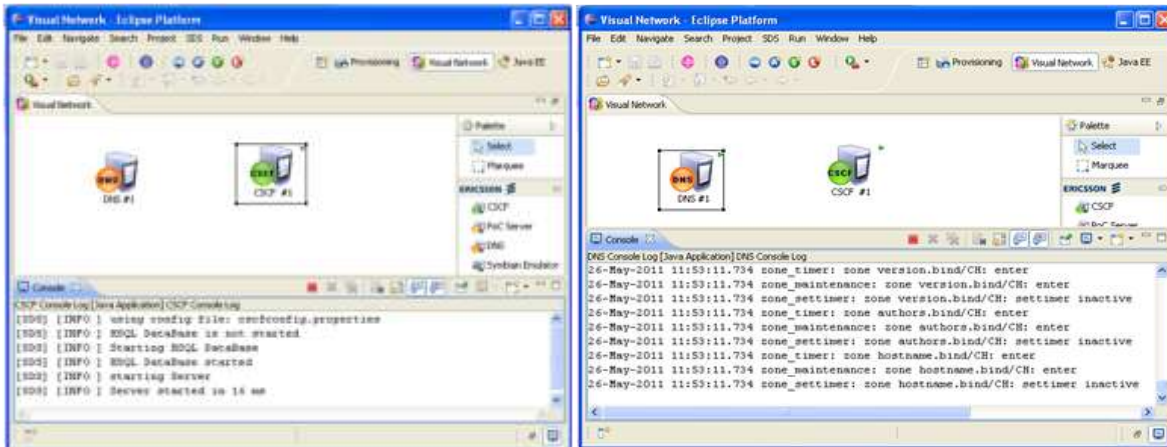 Visual Network - Eclipse Platform
File Edit Navigate Search Project SDS Run Window Help
Provisioning Visual Network Java EE
Visual Network
Palette
Select
Marquee
ERICSSON
CSCF
PoC Server
DNS
Symbian Emulator
DNS
DNS #1
CSCF
CSCF #1
Console
CSCF Console Log [Java Application] CSCF Console Log
[SDS] [INFO ] using config file: cscfconfig.properties
[SDS] [INFO ] HSQL DataBase is not started
[SDS] [INFO ] Starting HSQL DataBase
[SDS] [INFO ] HSQL DataBase started
[SDS] [INFO ] starting Server
[SDS] [INFO ] Server started in 16 ms
Visual Network - Eclipse Platform
File Edit Navigate Search Project SDS Run Window Help
Provisioning Visual Network Java EE
Visual Network
Palette
Select
Marquee
ERICSSON
CSCF
PoC Server
DNS
DNS #1
CSCF
CSCF #1
Console
DNS Console Log [Java Application] DNS Console Log
26-May-2011 11:53:11.734 zone_timer: zone version.bind/CH: enter
26-May-2011 11:53:11.734 zone_maintenance: zone version.bind/CH: enter
26-May-2011 11:53:11.734 zone_settimer: zone version.bind/CH: settimer inactive
26-May-2011 11:53:11.734 zone_timer: zone authors.bind/CH: enter
26-May-2011 11:53:11.734 zone_maintenance: zone authors.bind/CH: enter
26-May-2011 11:53:11.734 zone_settimer: zone authors.bind/CH: settimer inactive
26-May-2011 11:53:11.734 zone_timer: zone hostname.bind/CH: enter
26-May-2011 11:53:11.734 zone_maintenance: zone hostname.bind/CH: enter
26-May-2011 11:53:11.734 zone_settimer: zone hostname.bind/CH: settimer inactive